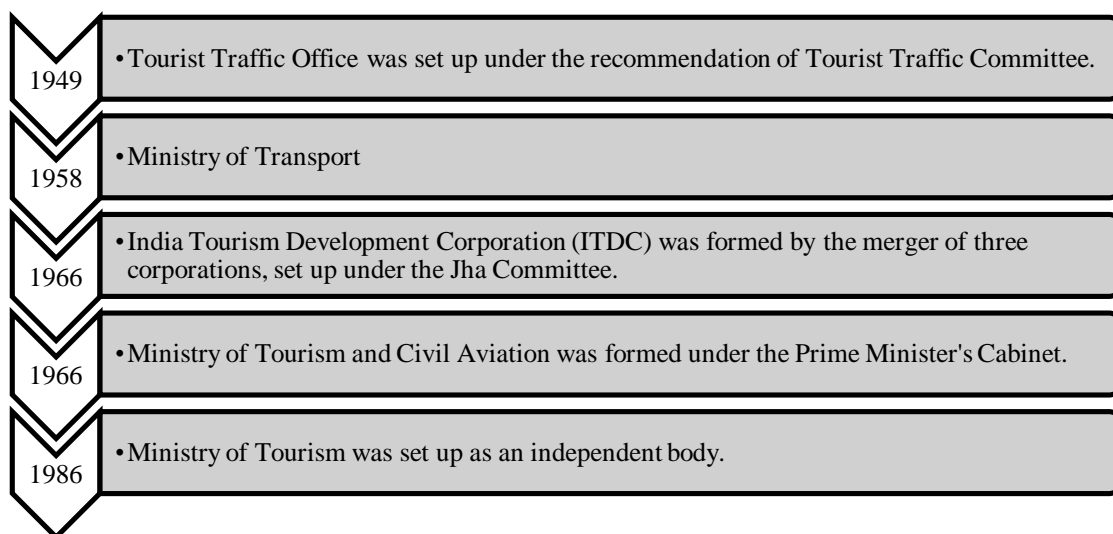 1949
•Tourist Traffic Office was set up under the recommendation of Tourist Traffic Committee.
1958
•Ministry of Transport
1966
•India Tourism Development Corporation (ITDC) was formed by the merger of three
corporations, set up under the Jha Committee.
1966
•Ministry of Tourism and Civil Aviation was formed under the Prime Minister's Cabinet.
1986
•Ministry of Tourism was set up as an independent body.